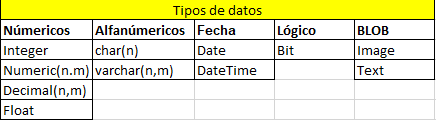 Tipos de datos
Númericos Alfanúmericos Fecha Lógico BLOB
Integer char(n) Date Bit Image
Numeric(n.m) varchar(n,m) DateTime Text
Decimal(n,m)
Float